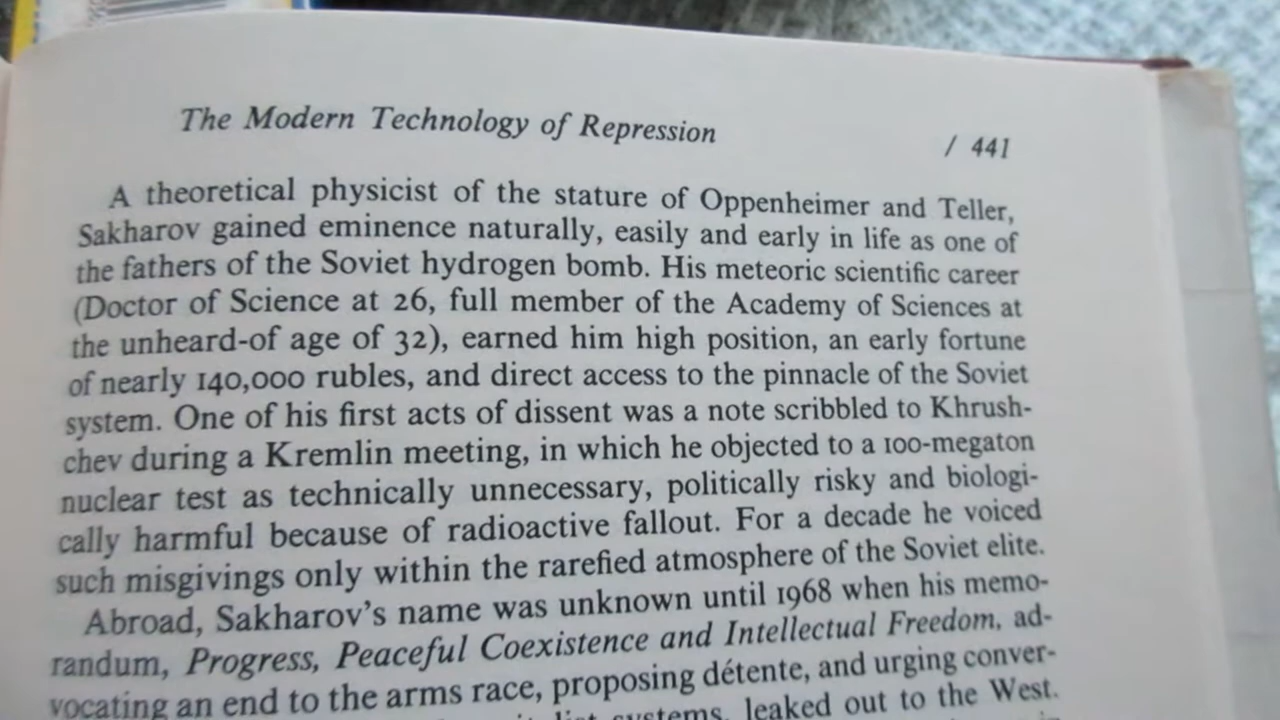 The Modern Technology of Repression / 441
A theoretical physicist of the stature of Oppenheimer and Teller,
Sakharov gained eminence naturally, easily and early in life as one of
the fathers of the Soviet hydrogen bomb. His meteoric scientific career
(Doctor of Science at 26, full member of the Academy of Sciences at
the unheard-of age of 32), earned him high position, an early fortune
of nearly 140,000 rubles, and direct access to the pinnacle of the Soviet
system. One of his first acts of dissent was a note scribbled to Khrush-
chev during a Kremlin meeting, in which he objected to a 100-megaton
nuclear test as technically unnecessary, politically risky and biologi-
cally harmful because of radioactive fallout. For a decade he voiced
such misgivings only within the rarefied atmosphere of the Soviet elite.
Abroad, Sakharov's name was unknown until 1968 when his memo-
randum, Progress, Peaceful Coexistence and Intellectual Freedom, ad-
vocating an end to the arms race, proposing détente, and urging conver-
systems, leaked out to the West.